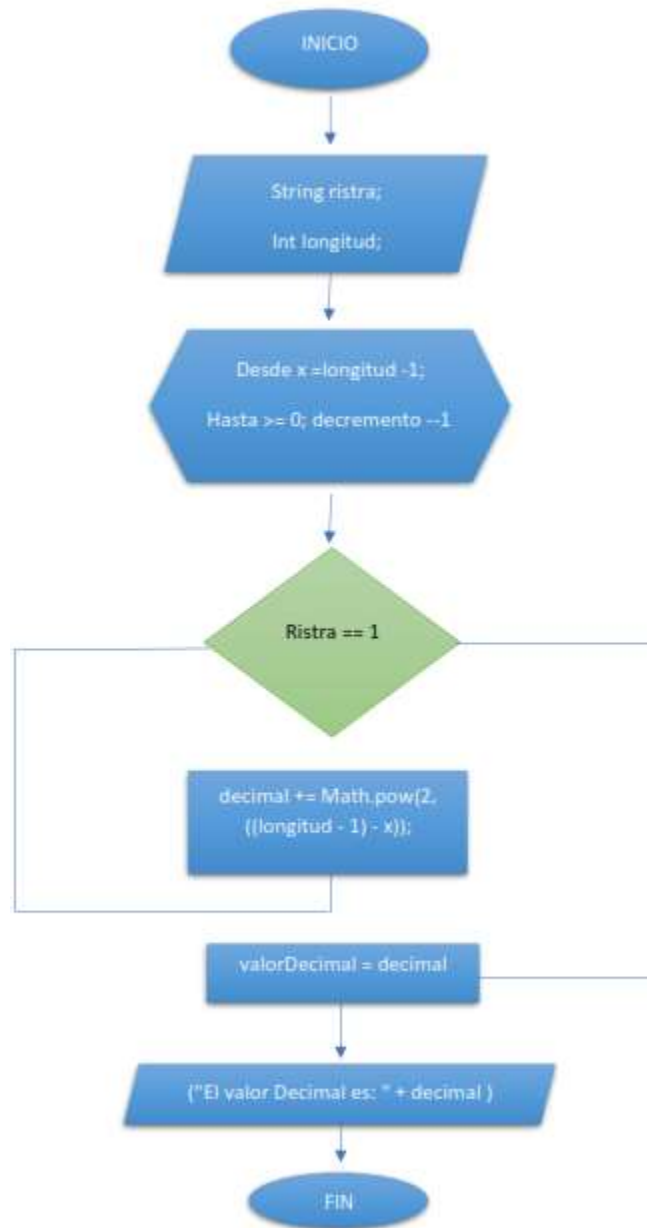 INICIO
String ristra;
Int longitud;
Desde x =longitud -1;
Hasta >= 0; decremento --1
Ristra == 1
decimal += Math.pow(2,
((longitud - 1) - x));
valorDecimal = decimal
("El valor Decimal es: " + decimal )
FIN